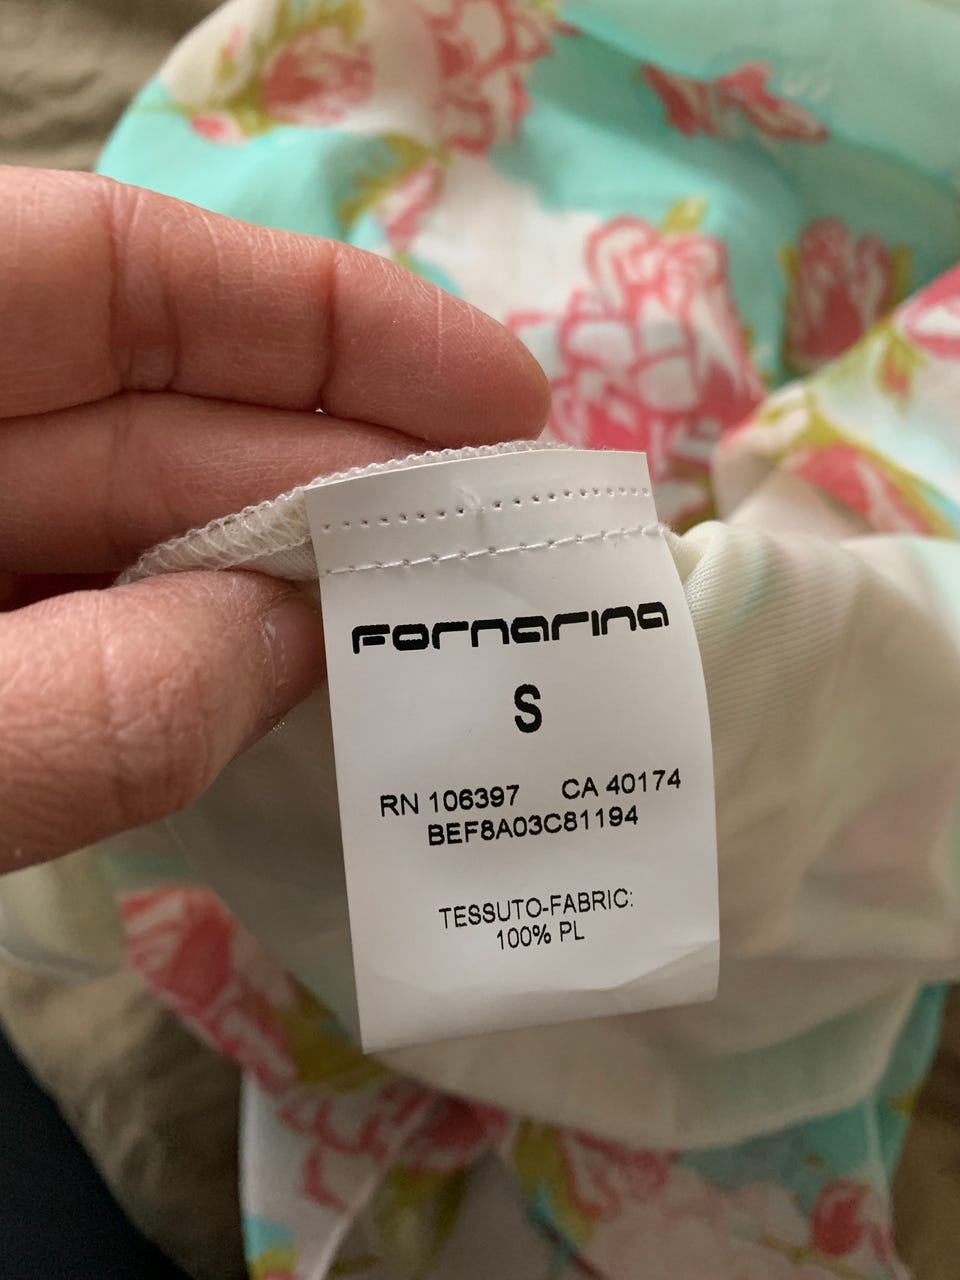 Fornarina
S
RN 106397 CA 40174
BEF8A03C81194
TESSUTO-FABRIC:
100% PL